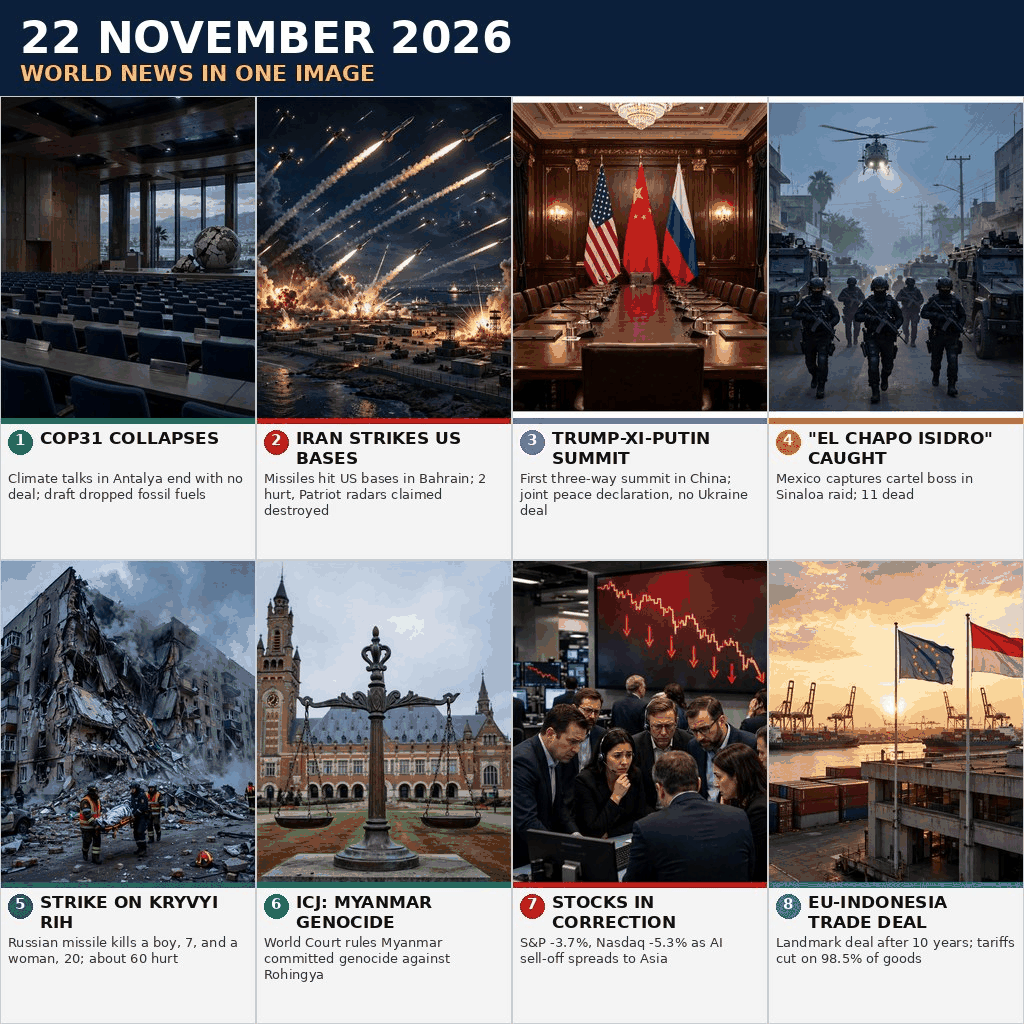 22 NOVEMBER 2026
WORLD NEWS IN ONE IMAGE
1 COP31 COLLAPSES
Climate talks in Antalya end with no
deal; draft dropped fossil fuels
2 IRAN STRIKES US
BASES
Missiles hit US bases in Bahrain; 2
hurt, Patriot radars claimed
destroyed
3 TRUMP-XI-PUTIN
SUMMIT
First three-way summit in China;
joint peace declaration, no Ukraine
deal
4 "EL CHAPO ISIDRO"
CAUGHT
Mexico captures cartel boss in
Sinaloa raid; 11 dead
5 STRIKE ON KRYVYI
RIH
Russian missile kills a boy, 7, and a
woman, 20; about 60 hurt
6 ICJ: MYANMAR
GENOCIDE
World Court rules Myanmar
committed genocide against
Rohingya
7 STOCKS IN
CORRECTION
S&P -3.7%, Nasdaq -5.3% as AI
sell-off spreads to Asia
8 EU-INDONESIA
TRADE DEAL
Landmark deal after 10 years; tariffs
cut on 98.5% of goods